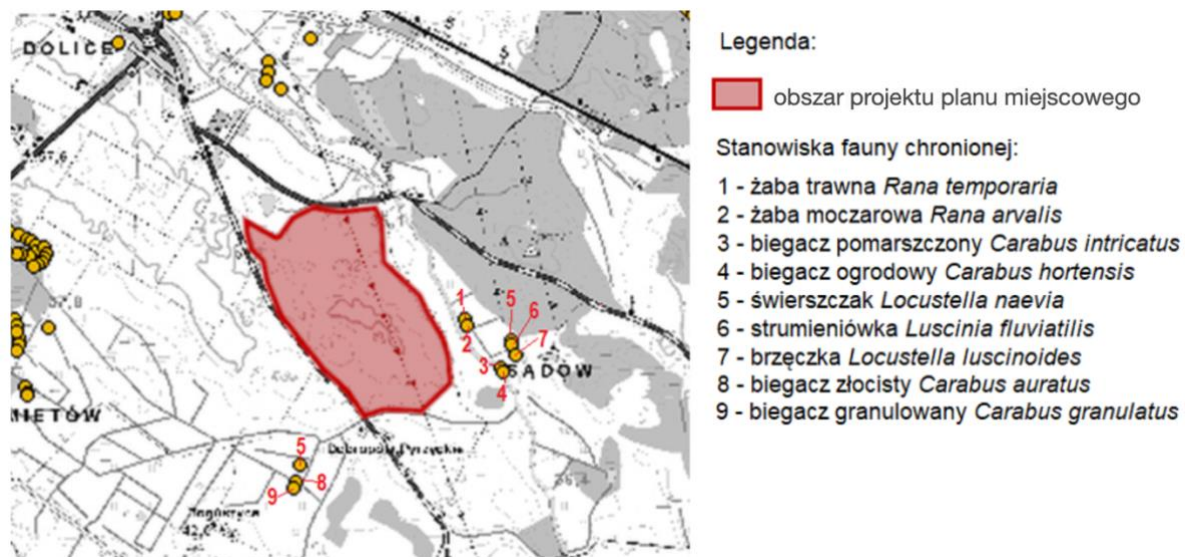 DOLICE
1
2
5
6
7
3
SĄDÓW
4
5
8
9
Legenda:
obszar projektu planu miejscowego
Stanowiska fauny chronionej:
1 - żaba trawna Rana temporaria
2 - żaba moczarowa Rana arvalis
3 - biegacz pomarszczony Carabus intricatus
4 - biegacz ogrodowy Carabus hortensis
5 - świerszczak Locustella naevia
6 - strumieniówka Luscinia fluviatilis
7 - brzęczka Locustella luscinoides
8 - biegacz złocisty Carabus auratus
9 - biegacz granulowany Carabus granulatus